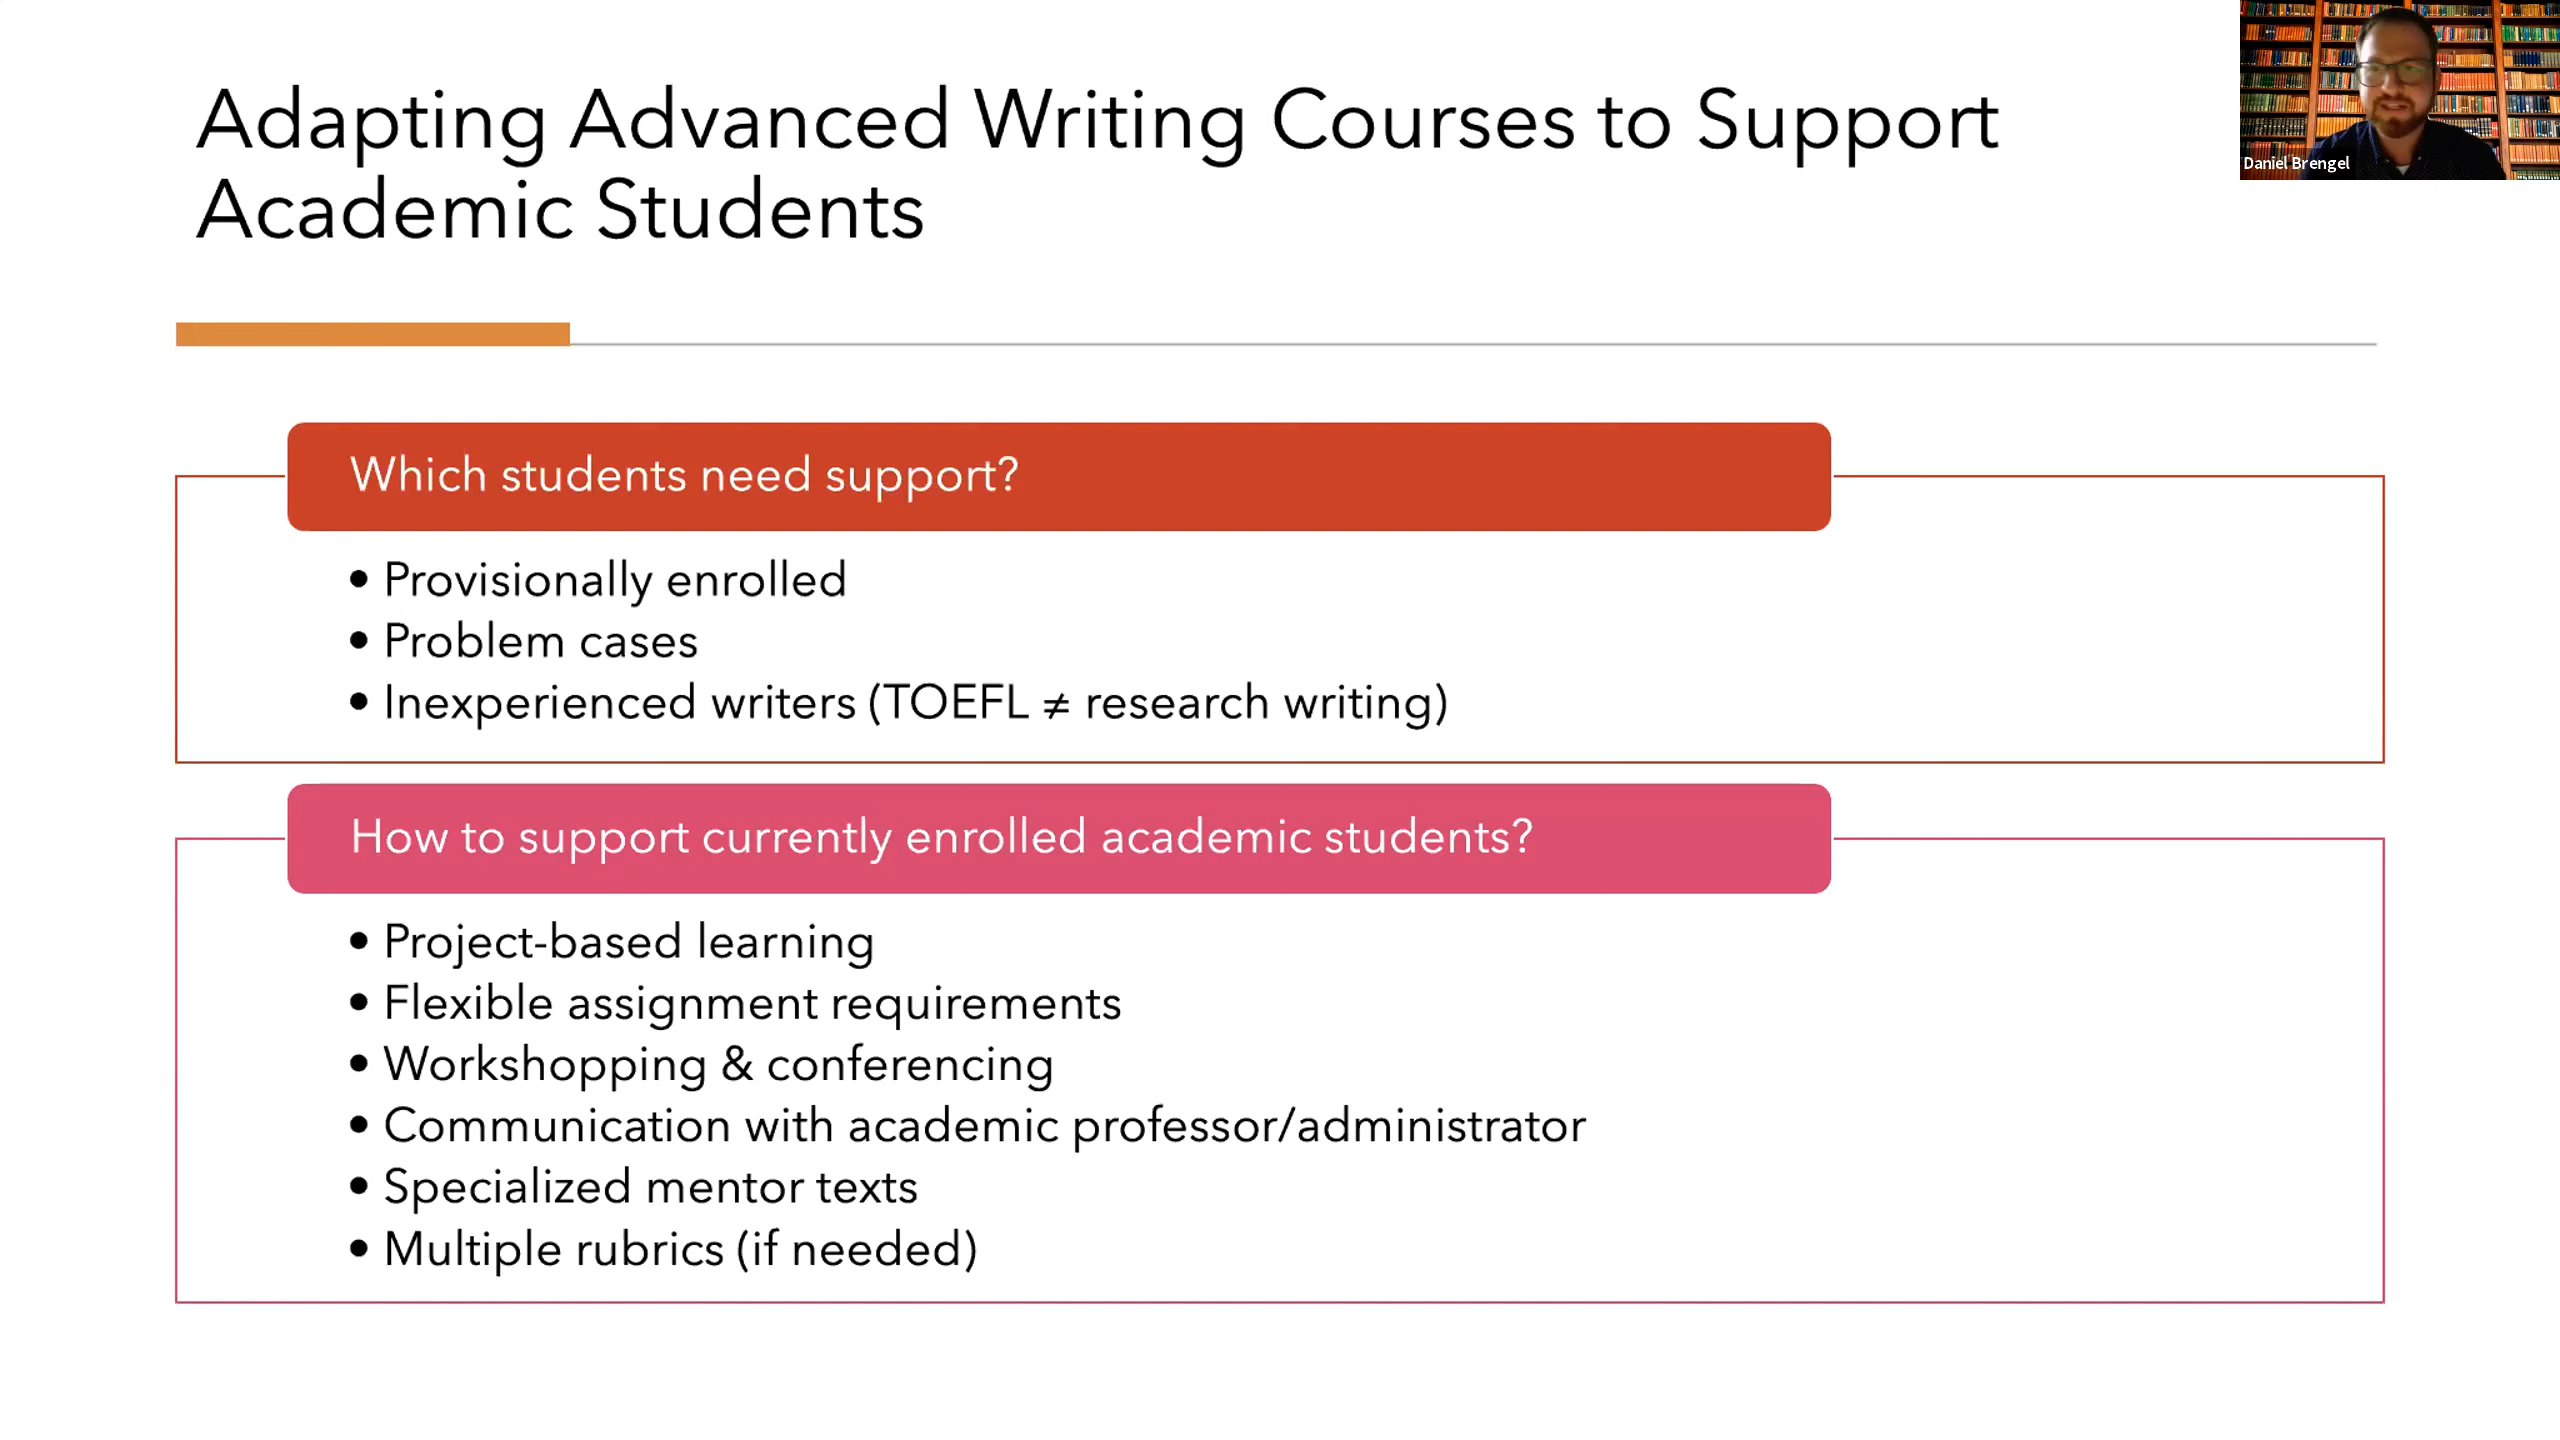 Adapting Advanced Writing Courses to Support
Academic Students
Daniel Brengel
Which students need support?
• Provisionally enrolled
• Problem cases
• Inexperienced writers (TOEFL ≠ research writing)
How to support currently enrolled academic students?
• Project-based learning
• Flexible assignment requirements
• Workshopping & conferencing
• Communication with academic professor/administrator
• Specialized mentor texts
• Multiple rubrics (if needed)